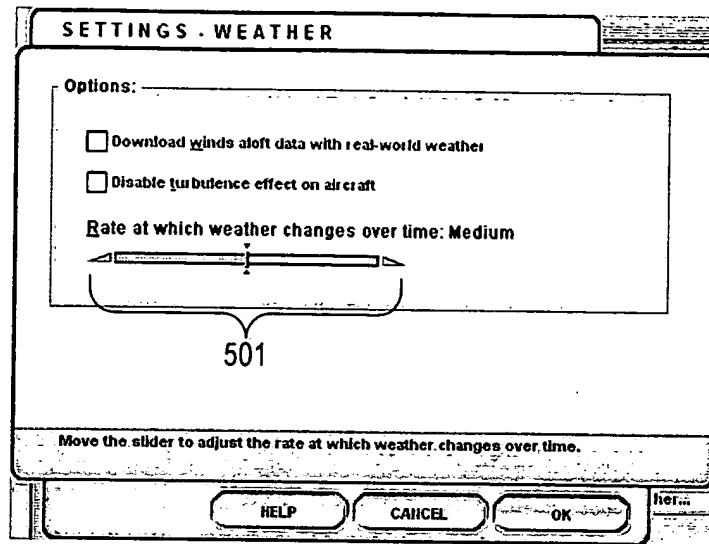 SETTINGS . WEATHER
Options:
Download winds aloft data with real-world weather
Disable turbulence effect on aircraft
Rate at which weather changes over time: Medium
501
Move the slider to adjust the rate at which weather changes over time.
her...
HELP
CANCEL
OK